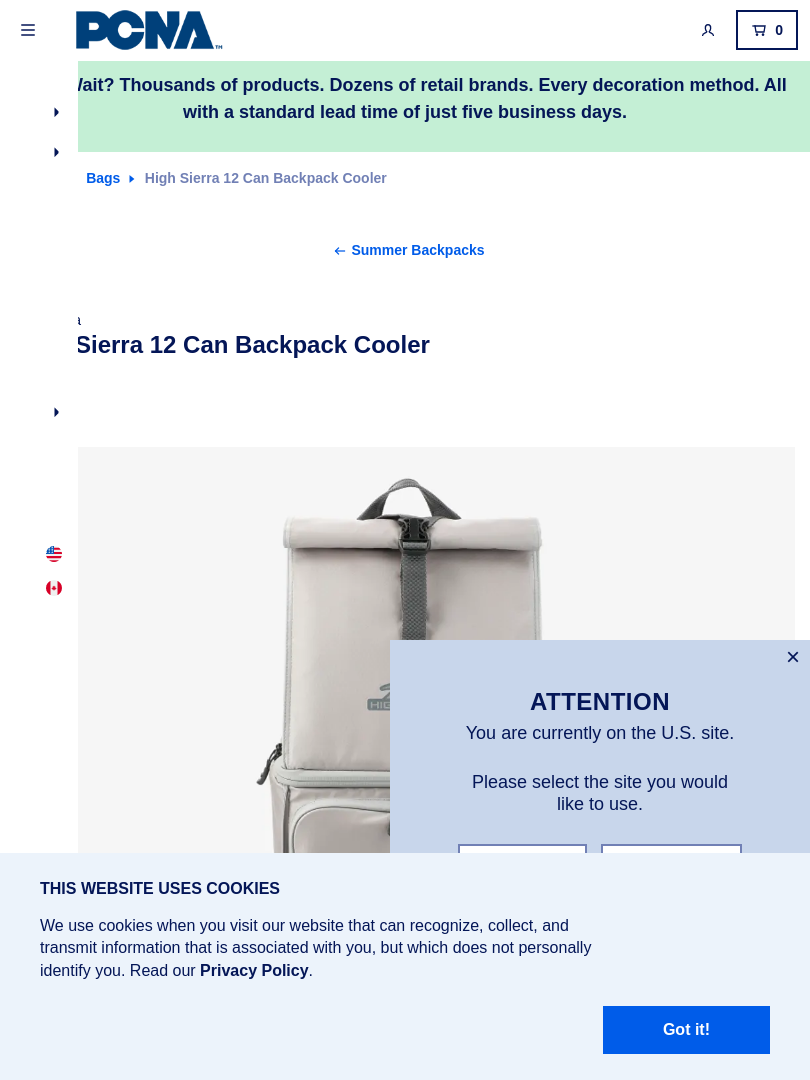 PCNA™
0
Wait? Thousands of products. Dozens of retail brands. Every decoration method. All
with a standard lead time of just five business days.
Bags
High Sierra 12 Can Backpack Cooler
Summer Backpacks
Sierra 12 Can Backpack Cooler
ATTENTION
You are currently on the U.S. site.
Please select the site you would
like to use.
THIS WEBSITE USES COOKIES
We use cookies when you visit our website that can recognize, collect, and
transmit information that is associated with you, but which does not personally
identify you. Read our Privacy Policy.
Got it!